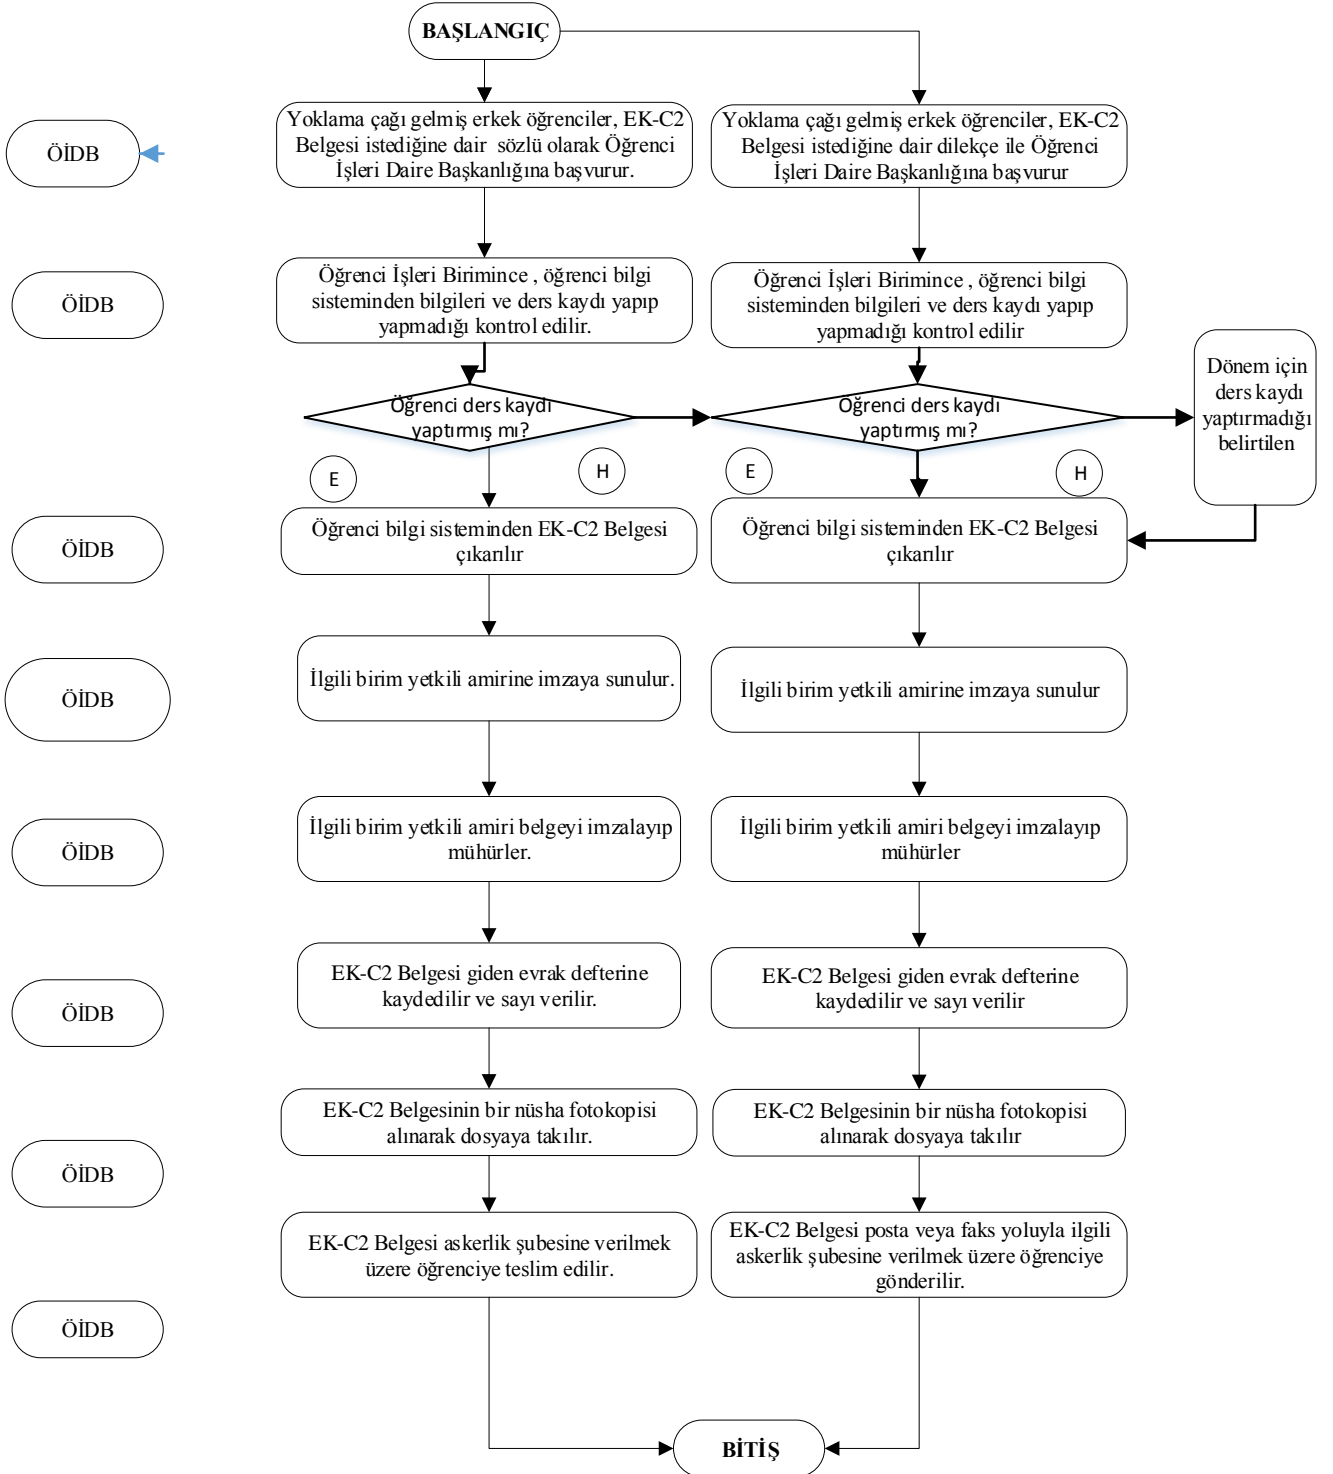 BAŞLANGIÇ
ÖİDB
Yoklama çağı gelmiş erkek öğrenciler, EK-C2
Belgesi istediğine dair sözlü olarak Öğrenci
İşleri Daire Başkanlığına başvurur.
Yoklama çağı gelmiş erkek öğrenciler, EK-C2
Belgesi istediğine dair dilekçe ile Öğrenci
İşleri Daire Başkanlığına başvurur
ÖİDB
Öğrenci İşleri Birimince , öğrenci bilgi
sisteminden bilgileri ve ders kaydı yapıp
yapmadığı kontrol edilir.
Öğrenci İşleri Birimince , öğrenci bilgi
sisteminden bilgileri ve ders kaydı yapıp
yapmadığı kontrol edilir
Öğrenci ders kaydı
yaptırmış mı?
Öğrenci ders kaydı
yaptırmış mı?
Dönem için
ders kaydı
yaptırmadığı
belirtilen
E
H
E
H
ÖİDB
Öğrenci bilgi sisteminden EK-C2 Belgesi
çıkarılır
Öğrenci bilgi sisteminden EK-C2 Belgesi
çıkarılır
ÖİDB
İlgili birim yetkili amirine imzaya sunulur.
İlgili birim yetkili amirine imzaya sunulur
ÖİDB
İlgili birim yetkili amiri belgeyi imzalayıp
mühürler.
İlgili birim yetkili amiri belgeyi imzalayıp
mühürler
ÖİDB
EK-C2 Belgesi giden evrak defterine
kaydedilir ve sayı verilir.
EK-C2 Belgesi giden evrak defterine
kaydedilir ve sayı verilir
ÖİDB
EK-C2 Belgesinin bir nüsha fotokopisi
alınarak dosyaya takılır.
EK-C2 Belgesinin bir nüsha fotokopisi
alınarak dosyaya takılır
ÖİDB
EK-C2 Belgesi askerlik şubesine verilmek
üzere öğrenciye teslim edilir.
EK-C2 Belgesi posta veya faks yoluyla ilgili
askerlik şubesine verilmek üzere öğrenciye
gönderilir.
BİTİŞ